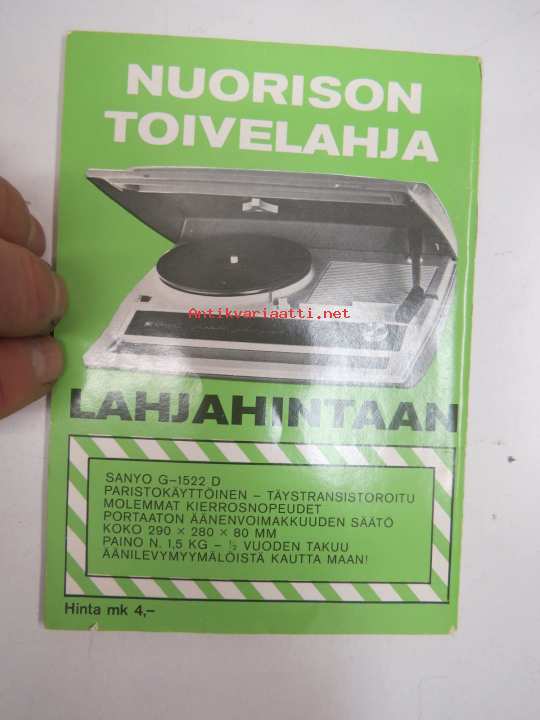 NUORISON
TOIVELAHJA
Antikvariaatti.net
LAHJAHINTAAN
SANYO G-1522 D
PARISTOKÄYTTÖINEN – TÄYSTRANSISTOROITU
MOLEMMAT KIERROSNOPEUDET
PORTAATON ÄÄNENVOIMAKKUUDEN SÄÄTÖ
KOKO 290 × 280 × 80 MM
PAINO N. 1,5 KG – ½ VUODEN TAKUU
ÄÄNILEVYMYYMÄLÖISTÄ KAUTTA MAAN!
Hinta mk 4,–